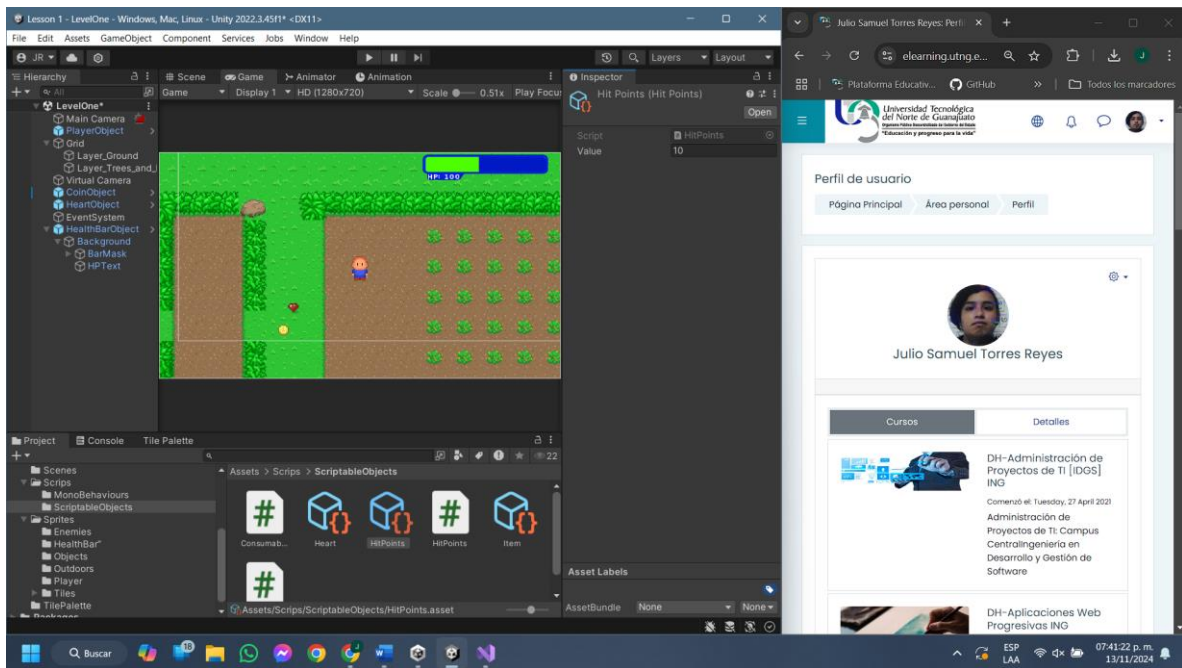 Lesson 1 - LevelOne - Windows, Mac, Linux - Unity 2022.3.45f1* <DX11>
File Edit Assets GameObject Component Services Jobs Window Help
JR
Layers
Layout
Hierarchy
All
LevelOne*
Main Camera
PlayerObject
Grid
Layer_Ground
Layer_Trees_and_
Virtual Camera
CoinObject
HeartObject
EventSystem
HealthBarObject
Background
BarMask
HPText
Scene Game Animator Animation
Game Display 1 HD (1280x720) Scale 0.51x Play Focu
HP: 100
Inspector
Hit Points (Hit Points)
Open
Script HitPoints
Value 10
Asset Labels
AssetBundle None None
Project Console Tile Palette
22
Scenes
Scrips
MonoBehaviours
ScriptableObjects
Sprites
Enemies
HealthBar"
Objects
Outdoors
Player
Tiles
TilePalette
Packages
Assets > Scrips > ScriptableObjects
Consumab...
Heart
HitPoints
HitPoints
Item
Assets/Scrips/ScriptableObjects/HitPoints.asset
Julio Samuel Torres Reyes: Perfi
elearning.utng.e...
J
Plataforma Educativ... GitHub » Todos los marcadores
Universidad Tecnológica
del Norte de Guanajuato
"Educación y progreso para la vida"
Perfil de usuario
Página Principal Área personal Perfil
Julio Samuel Torres Reyes
Cursos Detalles
DH-Administración de
Proyectos de TI [IDGS]
ING
Comenzó el: Tuesday, 27 April 2021
Administración de
Proyectos de TI: Campus
CentralIngeniería en
Desarrollo y Gestión de
Software
DH-Aplicaciones Web
Progresivas ING
Buscar
18
ESP
LAA
07:41:22 p. m.
13/11/2024